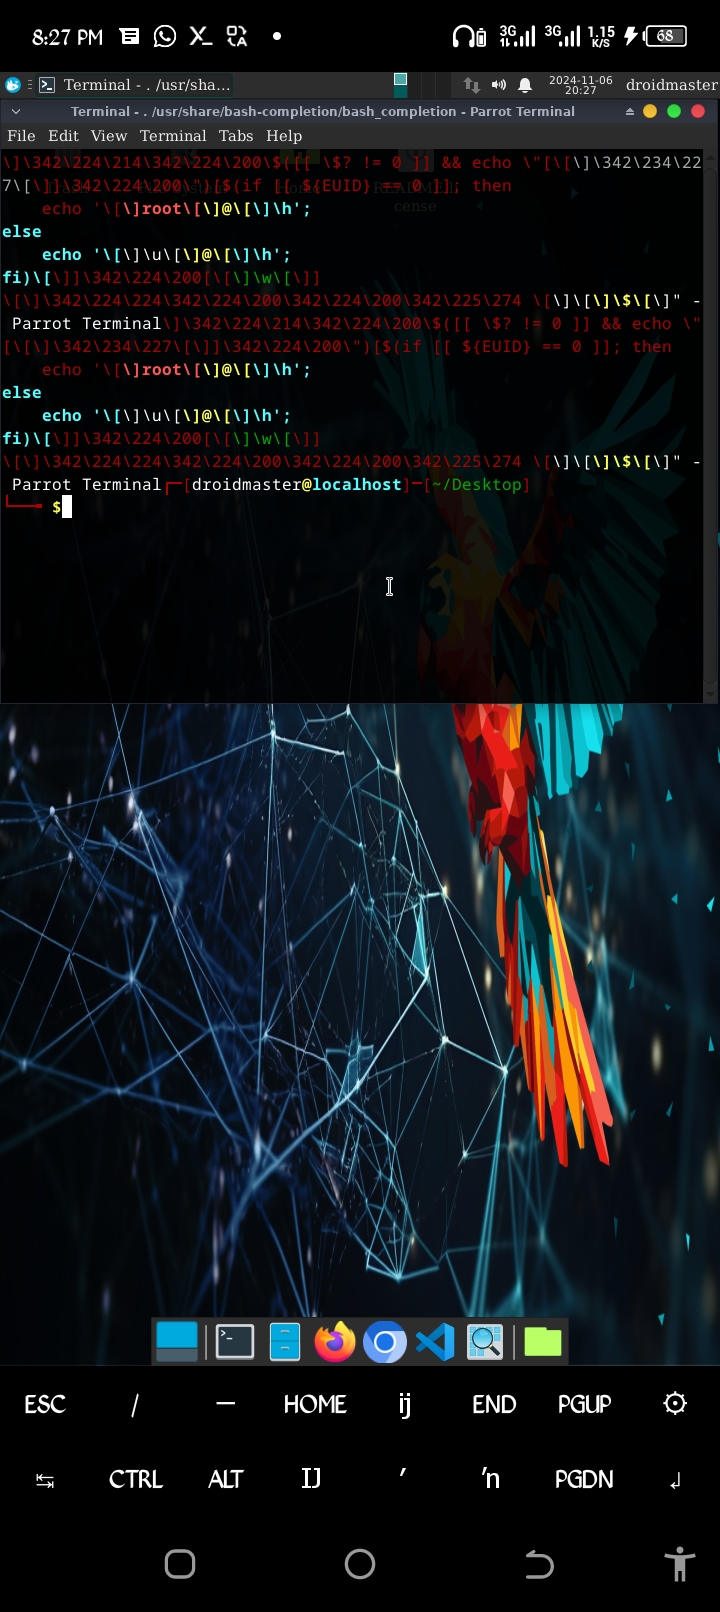 8:27 PM
3G
3G
1.15
K/S
68
Terminal - . /usr/sha...
2024-11-06
20:27
droidmaster
Terminal - . /usr/share/bash-completion/bash_completion - Parrot Terminal
File Edit View Terminal Tabs Help
\]\342\224\214\342\224\200\$([[ \$? != 0 ]] && echo \"[\[\]\342\234\22
7\[\]]\342\224\200\")[$(if [[ ${EUID} == 0 ]]; then
cense
    echo '\[\]root\[\]@\[\]\h';
else
    echo '\[\]\u\[\]@\[\]\h';
fi)\[\]]\342\224\200[\[\]\w\[\]]
\[\]\342\224\224\342\224\200\342\224\200\342\225\274 \[\]\[\]\$\[\]" -
 Parrot Terminal\]\342\224\214\342\224\200\$([[ \$? != 0 ]] && echo \"
[\[\]\342\234\227\[\]]\342\224\200\")[$(if [[ ${EUID} == 0 ]]; then
    echo '\[\]root\[\]@\[\]\h';
else
    echo '\[\]\u\[\]@\[\]\h';
fi)\[\]]\342\224\200[\[\]\w\[\]]
\[\]\342\224\224\342\224\200\342\224\200\342\225\274 \[\]\[\]\$\[\]" -
 Parrot Terminal┌─[droidmaster@localhost]─[~/Desktop]
└──╼ $
ESC / — HOME ij END PGUP
CTRL ALT IJ ′ ŉ PGDN